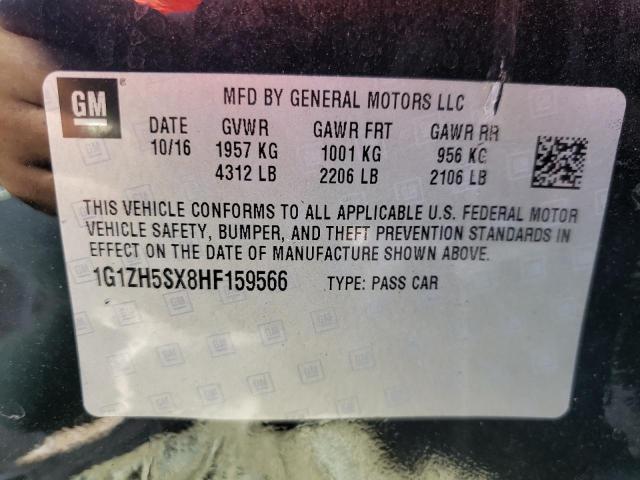 GM ®
MFD BY GENERAL MOTORS LLC
DATE GVWR GAWR FRT GAWR RR
10/16 1957 KG 1001 KG 956 KG
4312 LB 2206 LB 2106 LB
THIS VEHICLE CONFORMS TO ALL APPLICABLE U.S. FEDERAL MOTOR
VEHICLE SAFETY, BUMPER, AND THEFT PREVENTION STANDARDS IN
EFFECT ON THE DATE OF MANUFACTURE SHOWN ABOVE.
1G1ZH5SX8HF159566 TYPE: PASS CAR